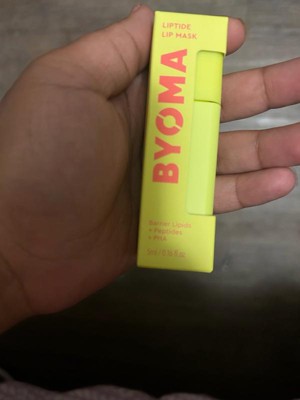 LIPTIDE
LIP MASK
BYOMA
Barrier Lipids
+ Peptides
+ PHA